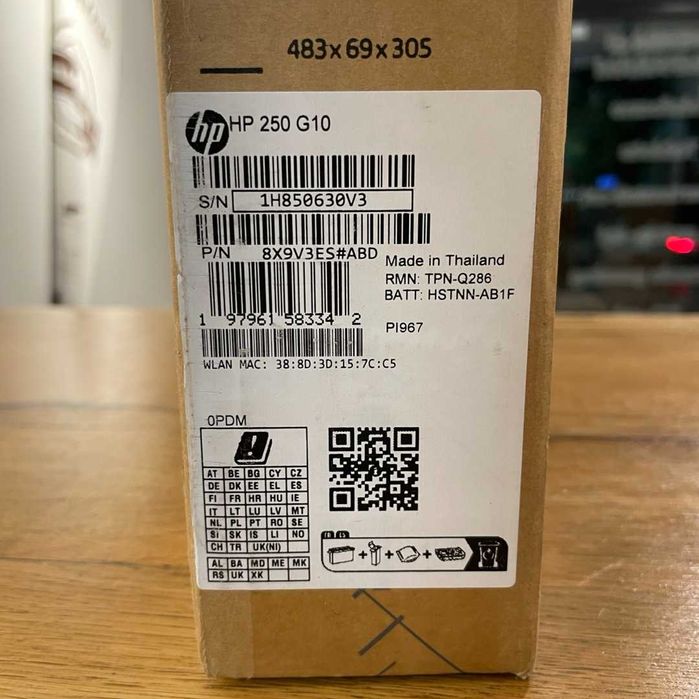 483x69x305
hp HP 250 G10
S/N 1H850630V3
P/N 8X9V3ES#ABD
Made in Thailand
RMN: TPN-Q286
BATT: HSTNN-AB1F
1 97961 58334 2
PI967
WLAN MAC: 38:8D:3D:15:7C:C5
0PDM
AT BE BG CY CZ
DE DK EE EL ES
FI FR HR HU IE
IT LT LU LV MT
NL PL PT RO SE
Si SK IS LI NO
CH TR UK(NI)
AL BA MD ME MK
RS UK XK